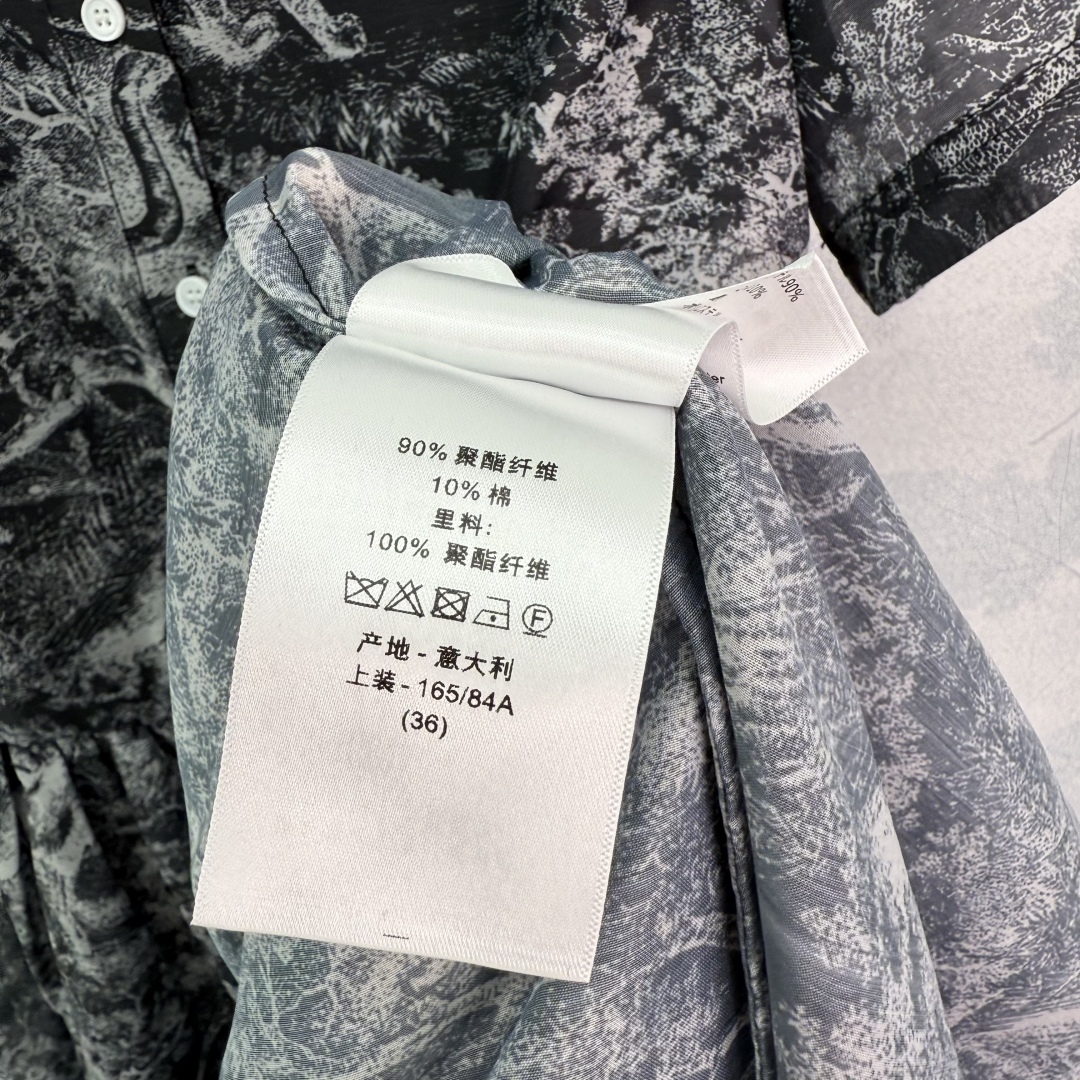 90% 聚酯纤维
10% 棉
里料:
100% 聚酯纤维
F
产地 - 意大利
上装 - 165/84A
(36)
90%